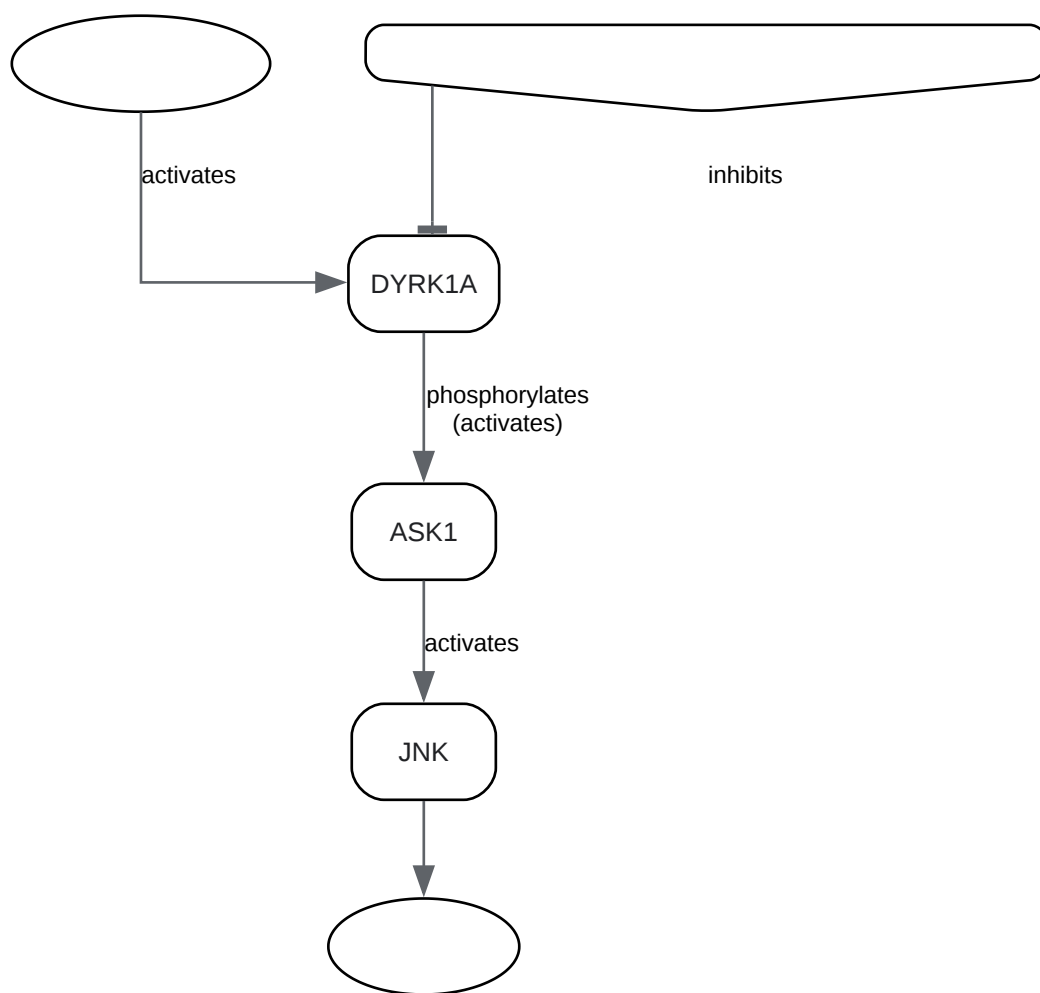 activates
inhibits
DYRK1A
phosphorylates
(activates)
ASK1
activates
JNK